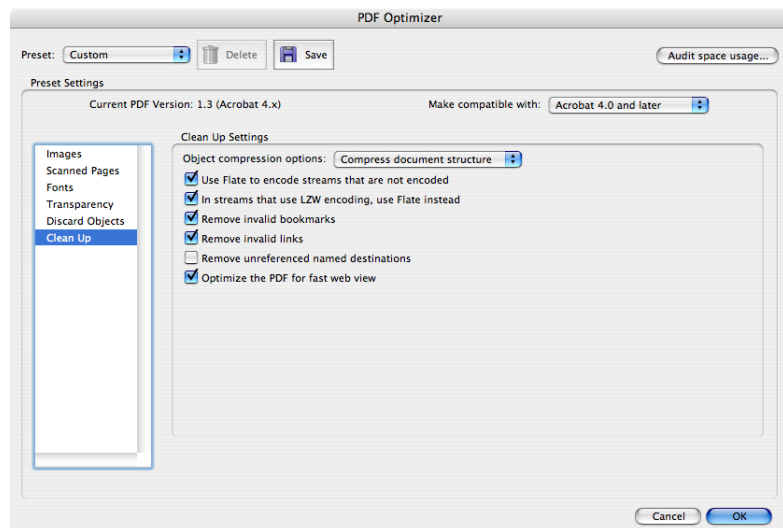 PDF Optimizer
Preset: Custom Delete Save Audit space usage...
Preset Settings
Current PDF Version: 1.3 (Acrobat 4.x) Make compatible with: Acrobat 4.0 and later
Images
Scanned Pages
Fonts
Transparency
Discard Objects
Clean Up
Clean Up Settings
Object compression options: Compress document structure
Use Flate to encode streams that are not encoded
In streams that use LZW encoding, use Flate instead
Remove invalid bookmarks
Remove invalid links
Remove unreferenced named destinations
Optimize the PDF for fast web view
Cancel OK